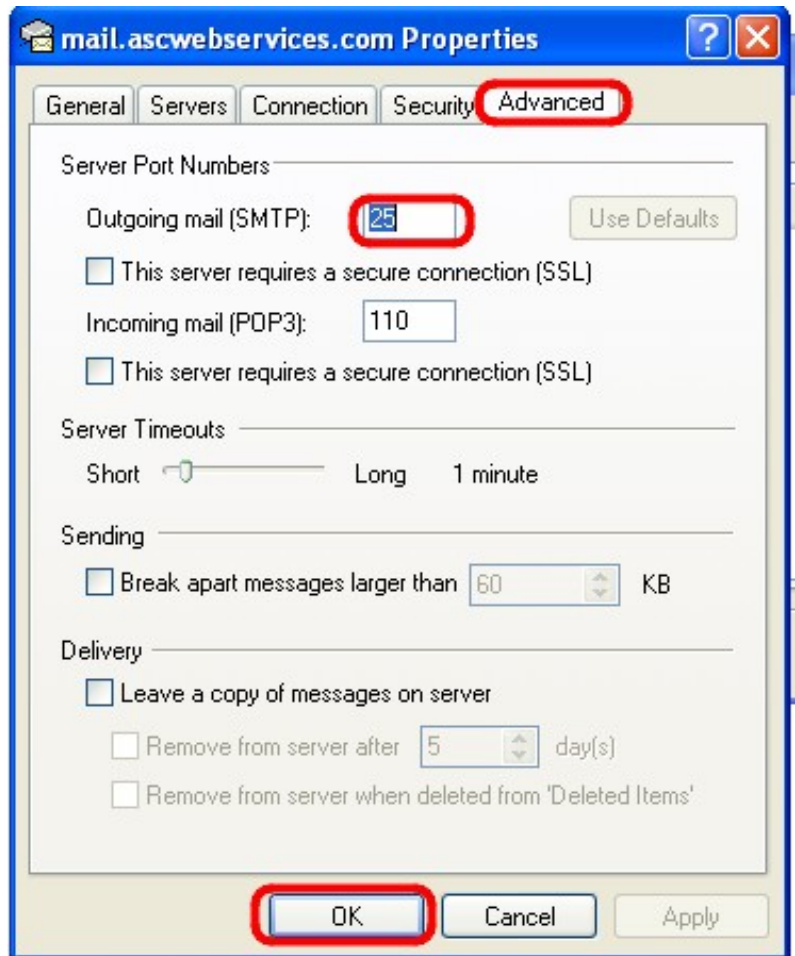 mail.ascwebservices.com Properties
General Servers Connection Security Advanced
Server Port Numbers
Outgoing mail (SMTP): 25 Use Defaults
This server requires a secure connection (SSL)
Incoming mail (POP3): 110
This server requires a secure connection (SSL)
Server Timeouts
Short Long 1 minute
Sending
Break apart messages larger than 60 KB
Delivery
Leave a copy of messages on server
Remove from server after 5 day(s)
Remove from server when deleted from 'Deleted Items'
OK Cancel Apply